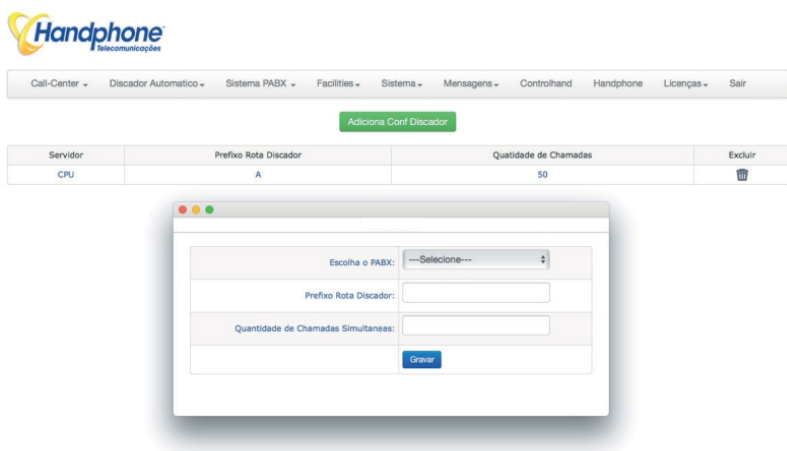 Handphone
Telecomunicações
Call-Center Discador Automatico Sistema PABX Facilities Sistema Mensagens Controlhand Handphone Licenças Sair
Adiciona Conf Discador
Servidor Prefixo Rota Discador Quatidade de Chamadas Excluir
CPU A 50
Escolha o PABX: ---Selecione---
Prefixo Rota Discador:
Quantidade de Chamadas Simultaneas:
Gravar